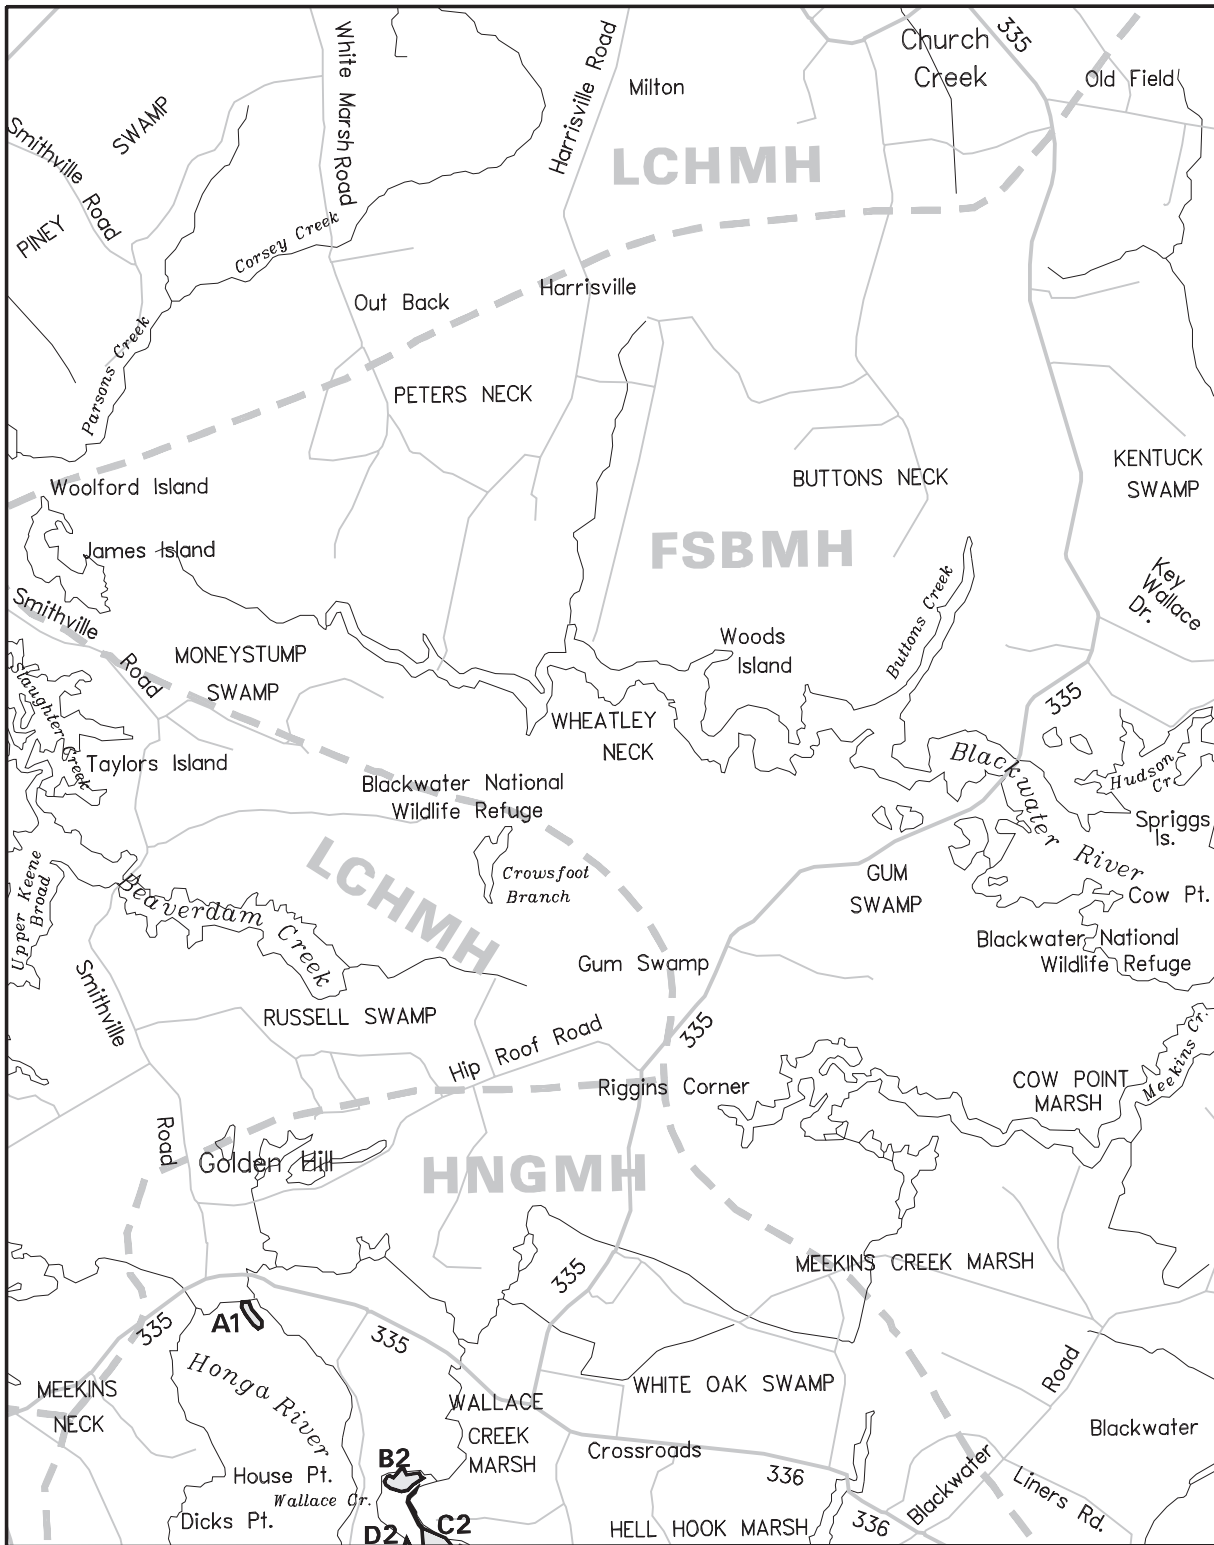 Church
Creek
335
Old Field
White Marsh Road
Harrisville Road
Milton
SWAMP
Smithville Road
PINEY
LCHMH
Corsey Creek
Out Back
Harrisville
Parsons Creek
PETERS NECK
Woolford Island
BUTTONS NECK
KENTUCK
SWAMP
James Island
FSBMH
Key
Wallace
Dr.
Smithville
Road
MONEYSTUMP
SWAMP
Woods
Island
Buttons Creek
335
Slaughter Creek
WHEATLEY
NECK
Taylors Island
Blackwater National
Wildlife Refuge
Blackwater
River
Hudson
Cr.
Spriggs
Is.
Crowsfoot
Branch
LCHMH
Upper Keene
Broad
Beaverdam
Creek
GUM
SWAMP
Cow Pt.
Blackwater National
Wildlife Refuge
Gum Swamp
Smithville
RUSSELL SWAMP
Hip Roof Road
335
Riggins Corner
COW POINT
MARSH
Meekins Cr.
Road
Golden Hill
HNGMH
335
MEEKINS CREEK MARSH
335
A1
335
Honga River
Road
MEEKINS
NECK
WHITE OAK SWAMP
WALLACE
CREEK
MARSH
Blackwater
Crossroads
336
B2
House Pt.
Wallace Cr.
Dicks Pt.
D2
C2
HELL HOOK MARSH
336
Blackwater
Liners Rd.